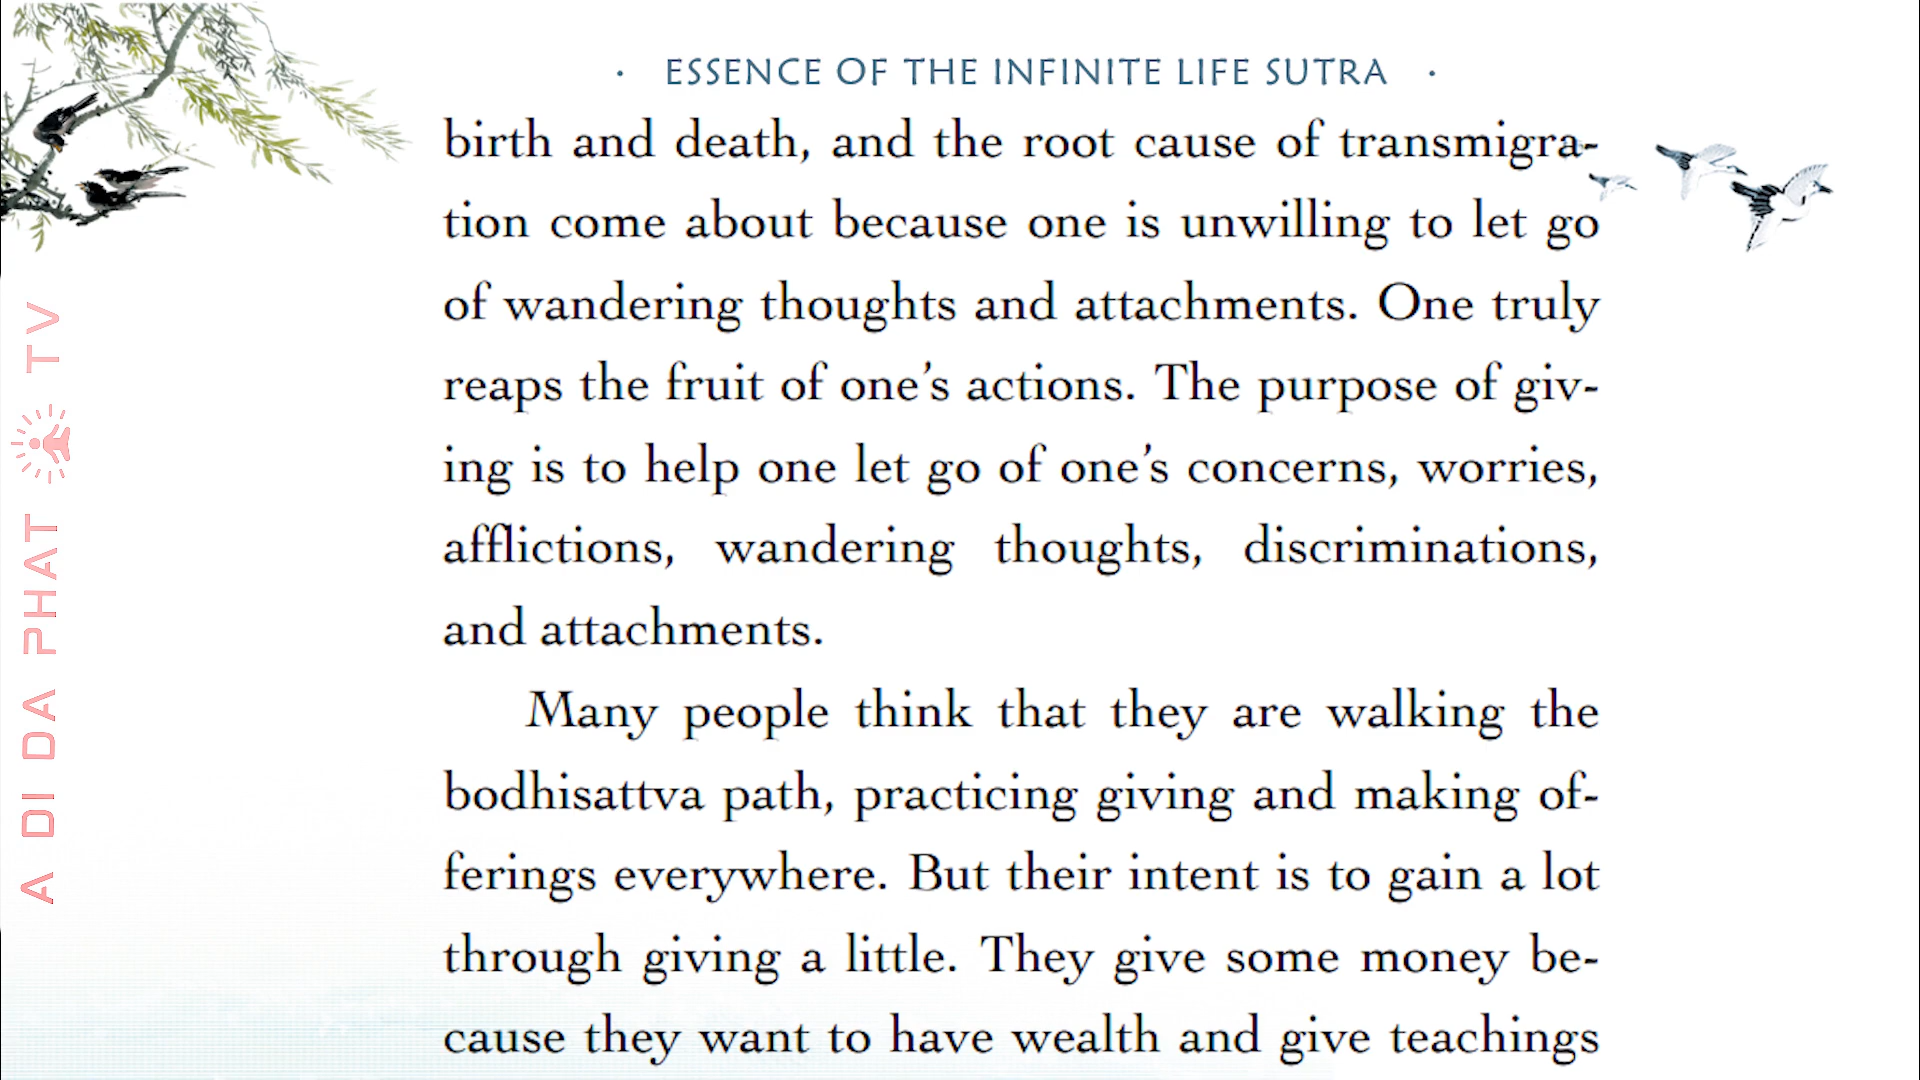 · ESSENCE OF THE INFINITE LIFE SUTRA ·
birth and death, and the root cause of transmigra-
tion come about because one is unwilling to let go
of wandering thoughts and attachments. One truly
reaps the fruit of one’s actions. The purpose of giv-
ing is to help one let go of one’s concerns, worries,
afflictions, wandering thoughts, discriminations,
and attachments.
Many people think that they are walking the
bodhisattva path, practicing giving and making of-
ferings everywhere. But their intent is to gain a lot
through giving a little. They give some money be-
cause they want to have wealth and give teachings
A DI DA PHAT TV